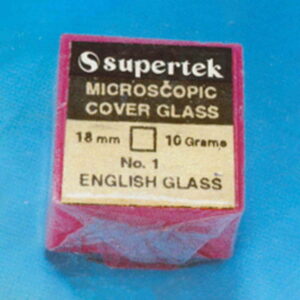 supertek
MICROSCOPIC
COVER GLASS
18 mm 10 Grams
No. 1
ENGLISH GLASS